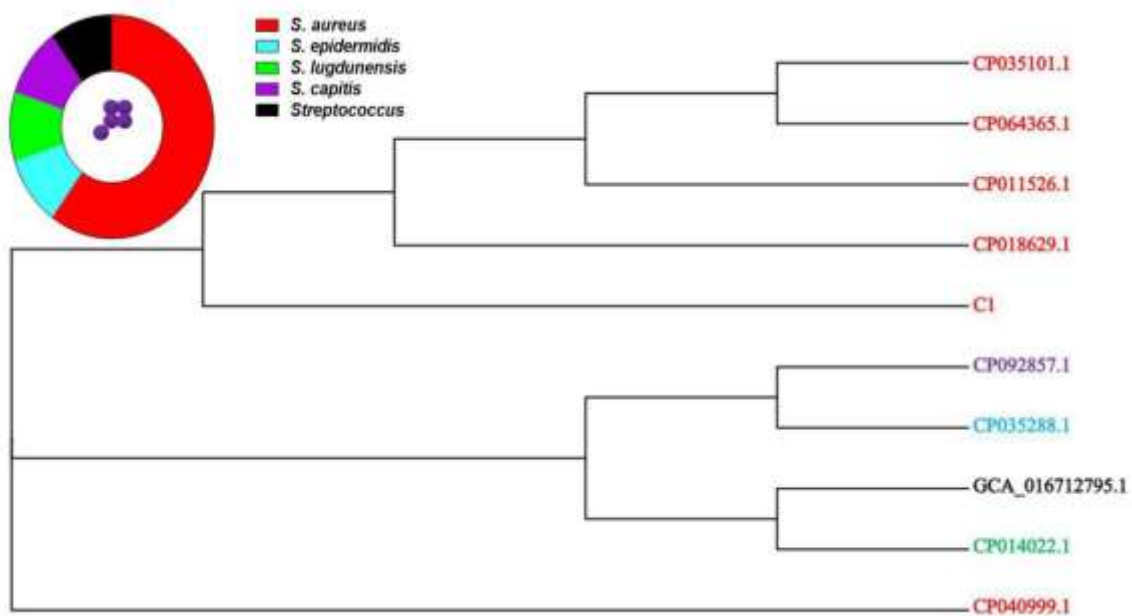 S. aureus
S. epidermidis
S. lugdunensis
S. capitis
Streptococcus
CP035101.1
CP064365.1
CP011526.1
CP018629.1
C1
CP092857.1
CP035288.1
GCA_016712795.1
CP014022.1
CP040999.1